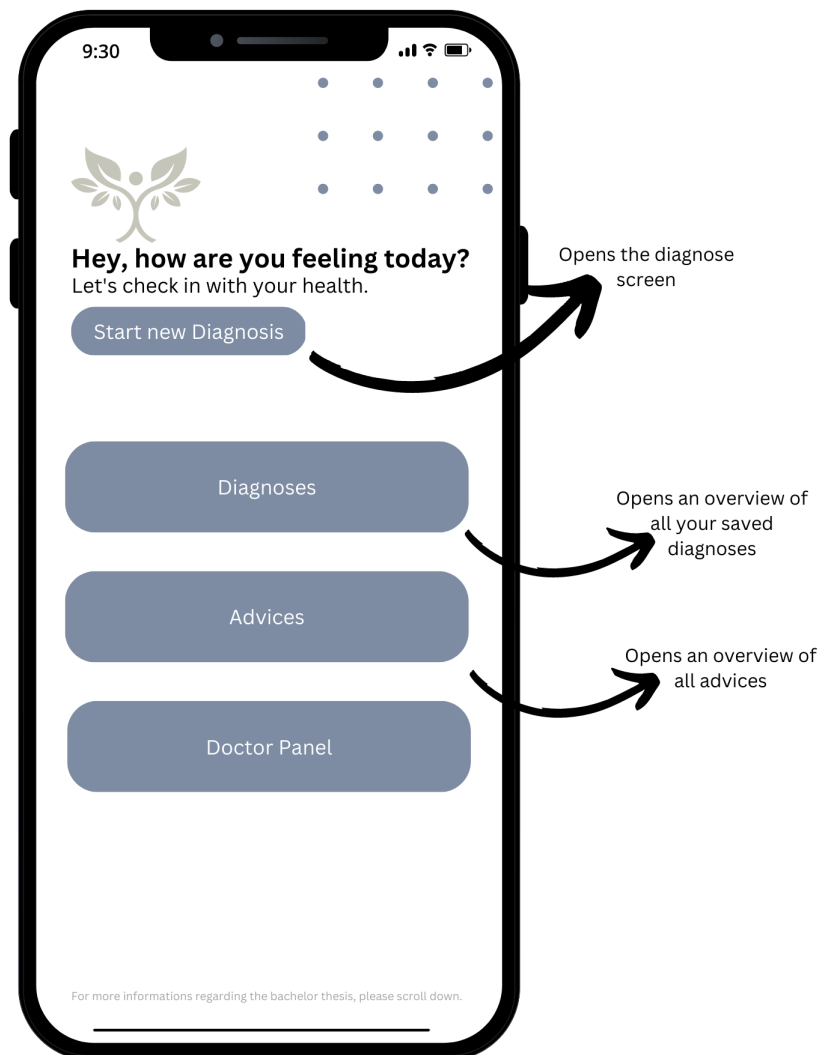 9:30
Hey, how are you feeling today?
Let's check in with your health.
Start new Diagnosis
Opens the diagnose
screen
Diagnoses
Opens an overview of
all your saved
diagnoses
Advices
Opens an overview of
all advices
Doctor Panel
For more informations regarding the bachelor thesis, please scroll down.